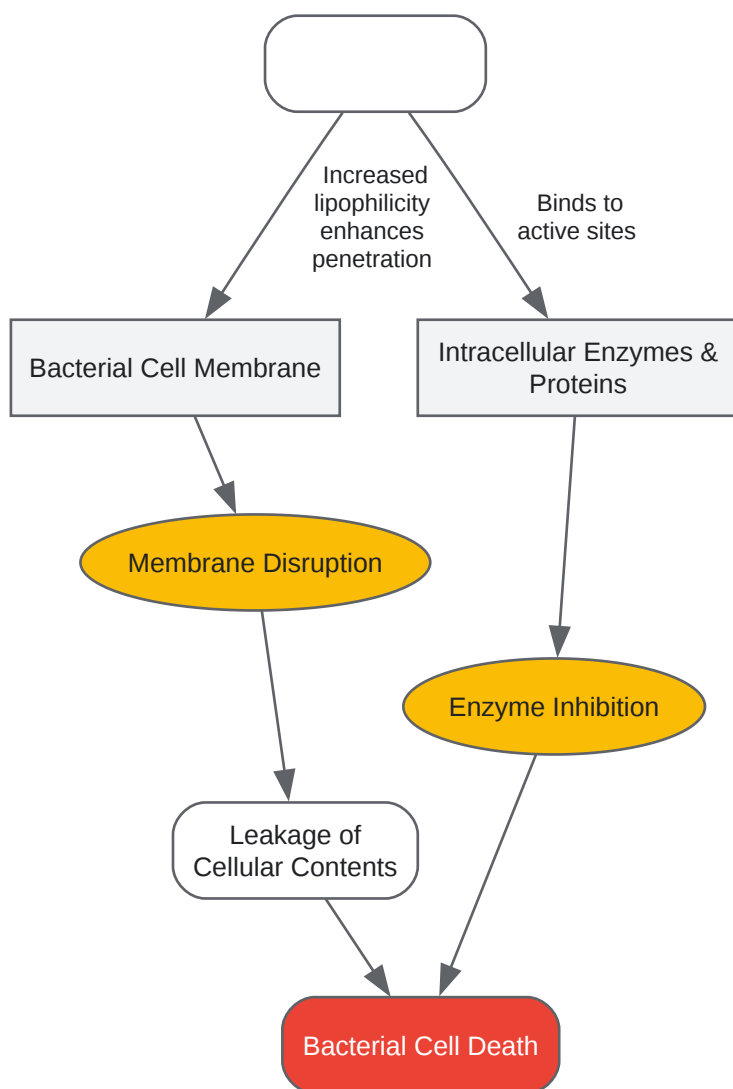 Increased
lipophilicity
enhances
penetration
Binds to
active sites
Bacterial Cell Membrane
Intracellular Enzymes &
Proteins
Membrane Disruption
Enzyme Inhibition
Leakage of
Cellular Contents
Bacterial Cell Death